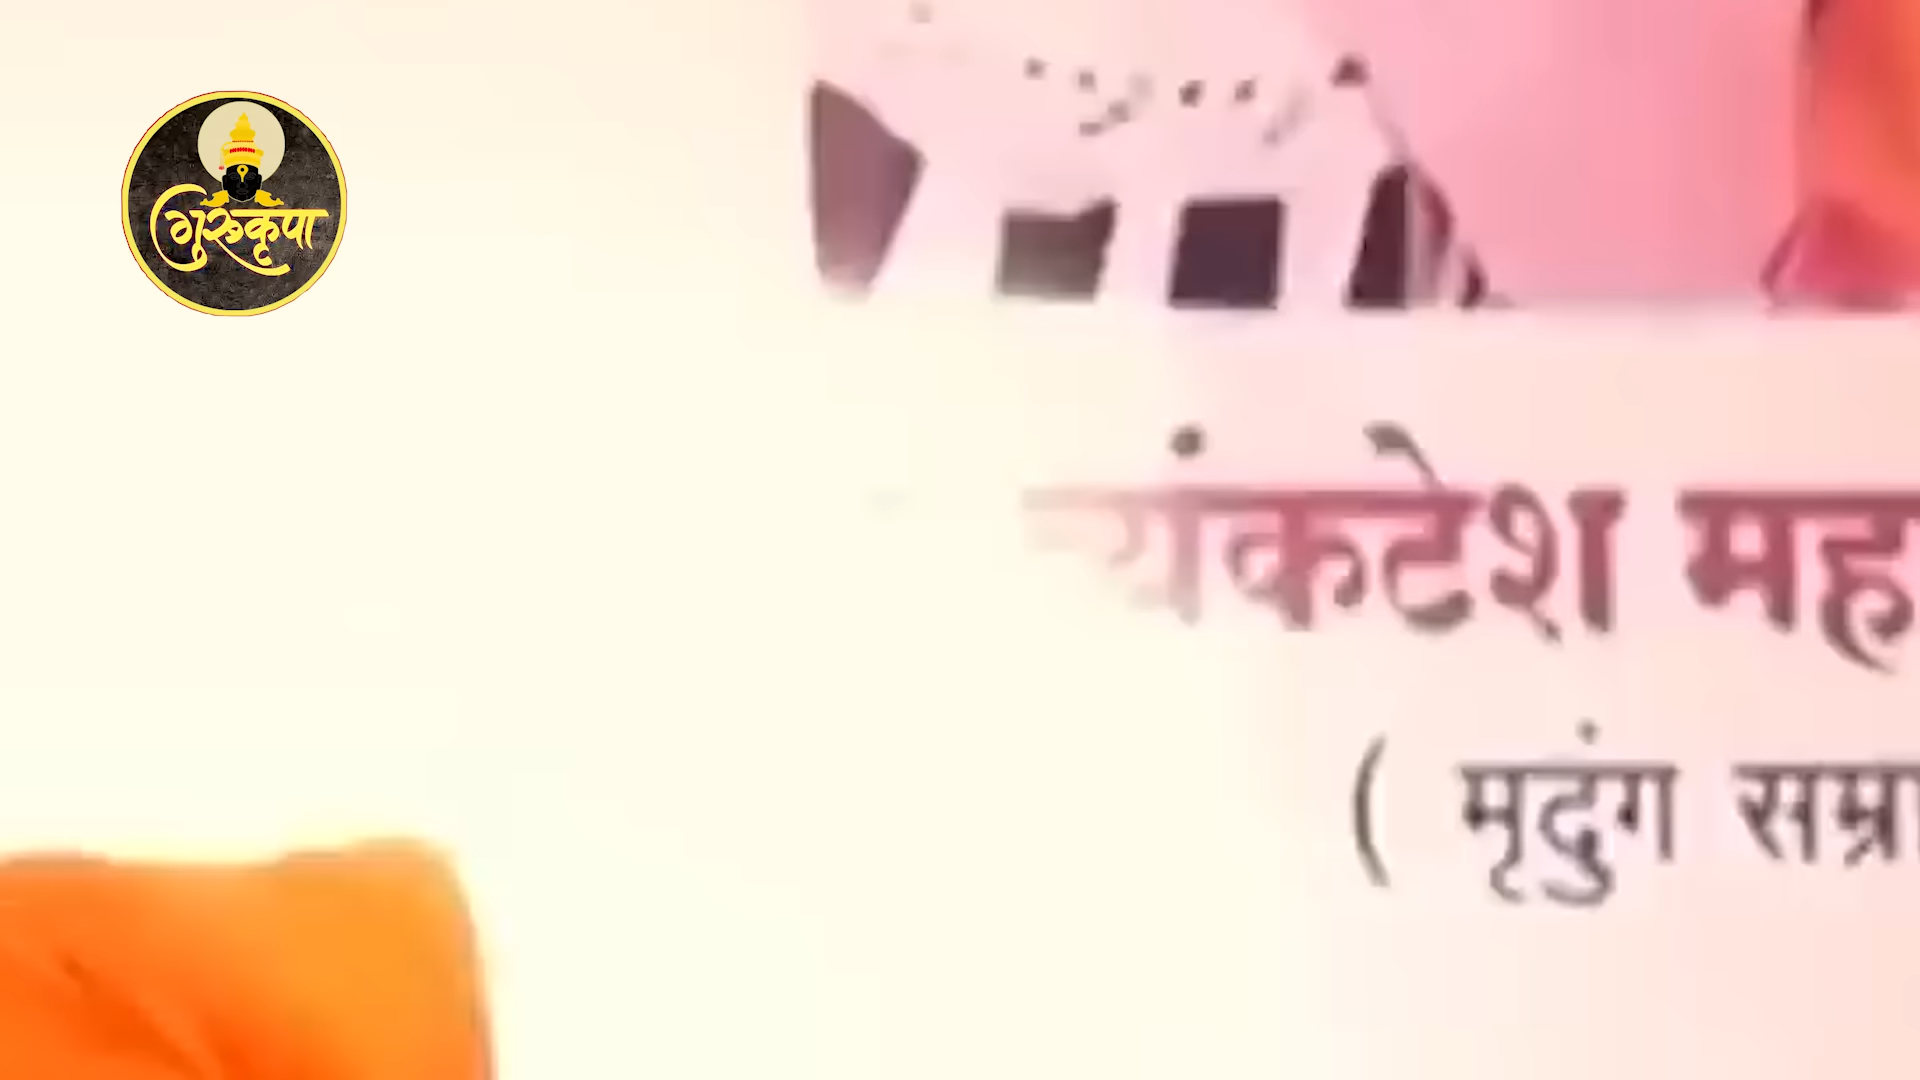 गुरुकृपा
व्यंकटेश मह
( मृदुंग सम्रा